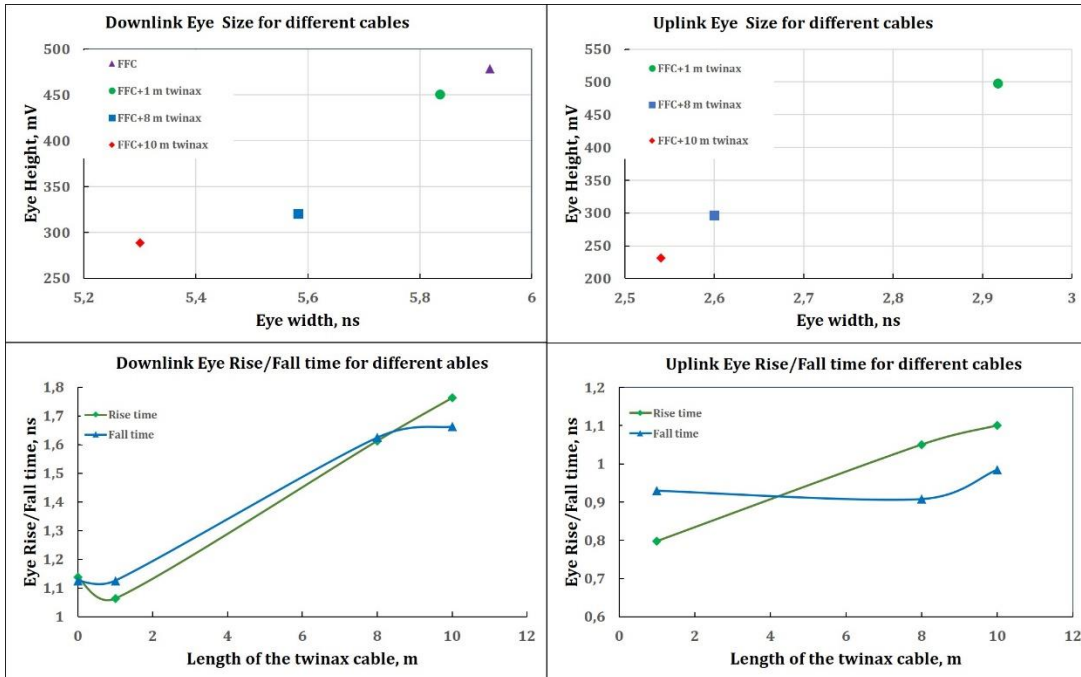 Downlink Eye Size for different cables
500
450
400
350
300
250
Eye Height, mV
FFC
FFC+1 m twinax
FFC+8 m twinax
FFC+10 m twinax
5,2 5,4 5,6 5,8 6
Eye width, ns
Uplink Eye Size for different cables
550
500
450
400
350
300
250
200
Eye Height, mV
FFC+1 m twinax
FFC+8 m twinax
FFC+10 m twinax
2,5 2,6 2,7 2,8 2,9 3
Eye width, ns
Downlink Eye Rise/Fall time for different ables
1,8
1,7
1,6
1,5
1,4
1,3
1,2
1,1
1
Eye Rise/Fall time, ns
Rise time
Fall time
0 2 4 6 8 10 12
Length of the twinax cable, m
Uplink Eye Rise/Fall time for different cables
1,2
1,1
1
0,9
0,8
0,7
0,6
Eye Rise/Fall time, ns
Rise time
Fall time
0 2 4 6 8 10 12
Length of the twinax cable, m